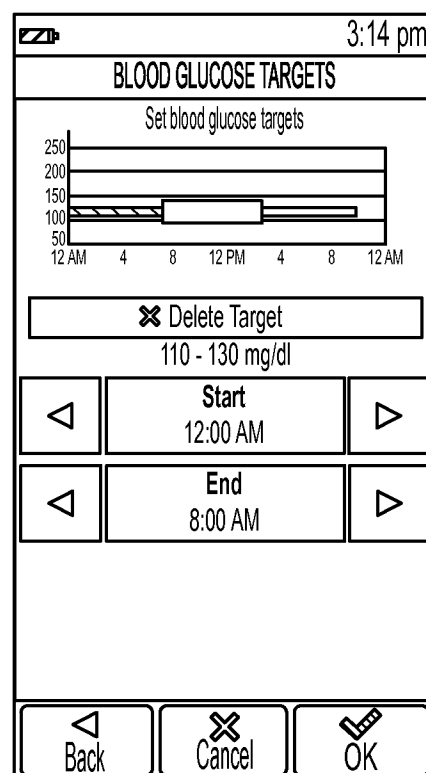 3:14 pm
BLOOD GLUCOSE TARGETS
Set blood glucose targets
250
200
150
100
50
12 AM 4 8 12 PM 4 8 12 AM
Delete Target
110 - 130 mg/dl
Start
12:00 AM
End
8:00 AM
Back Cancel OK